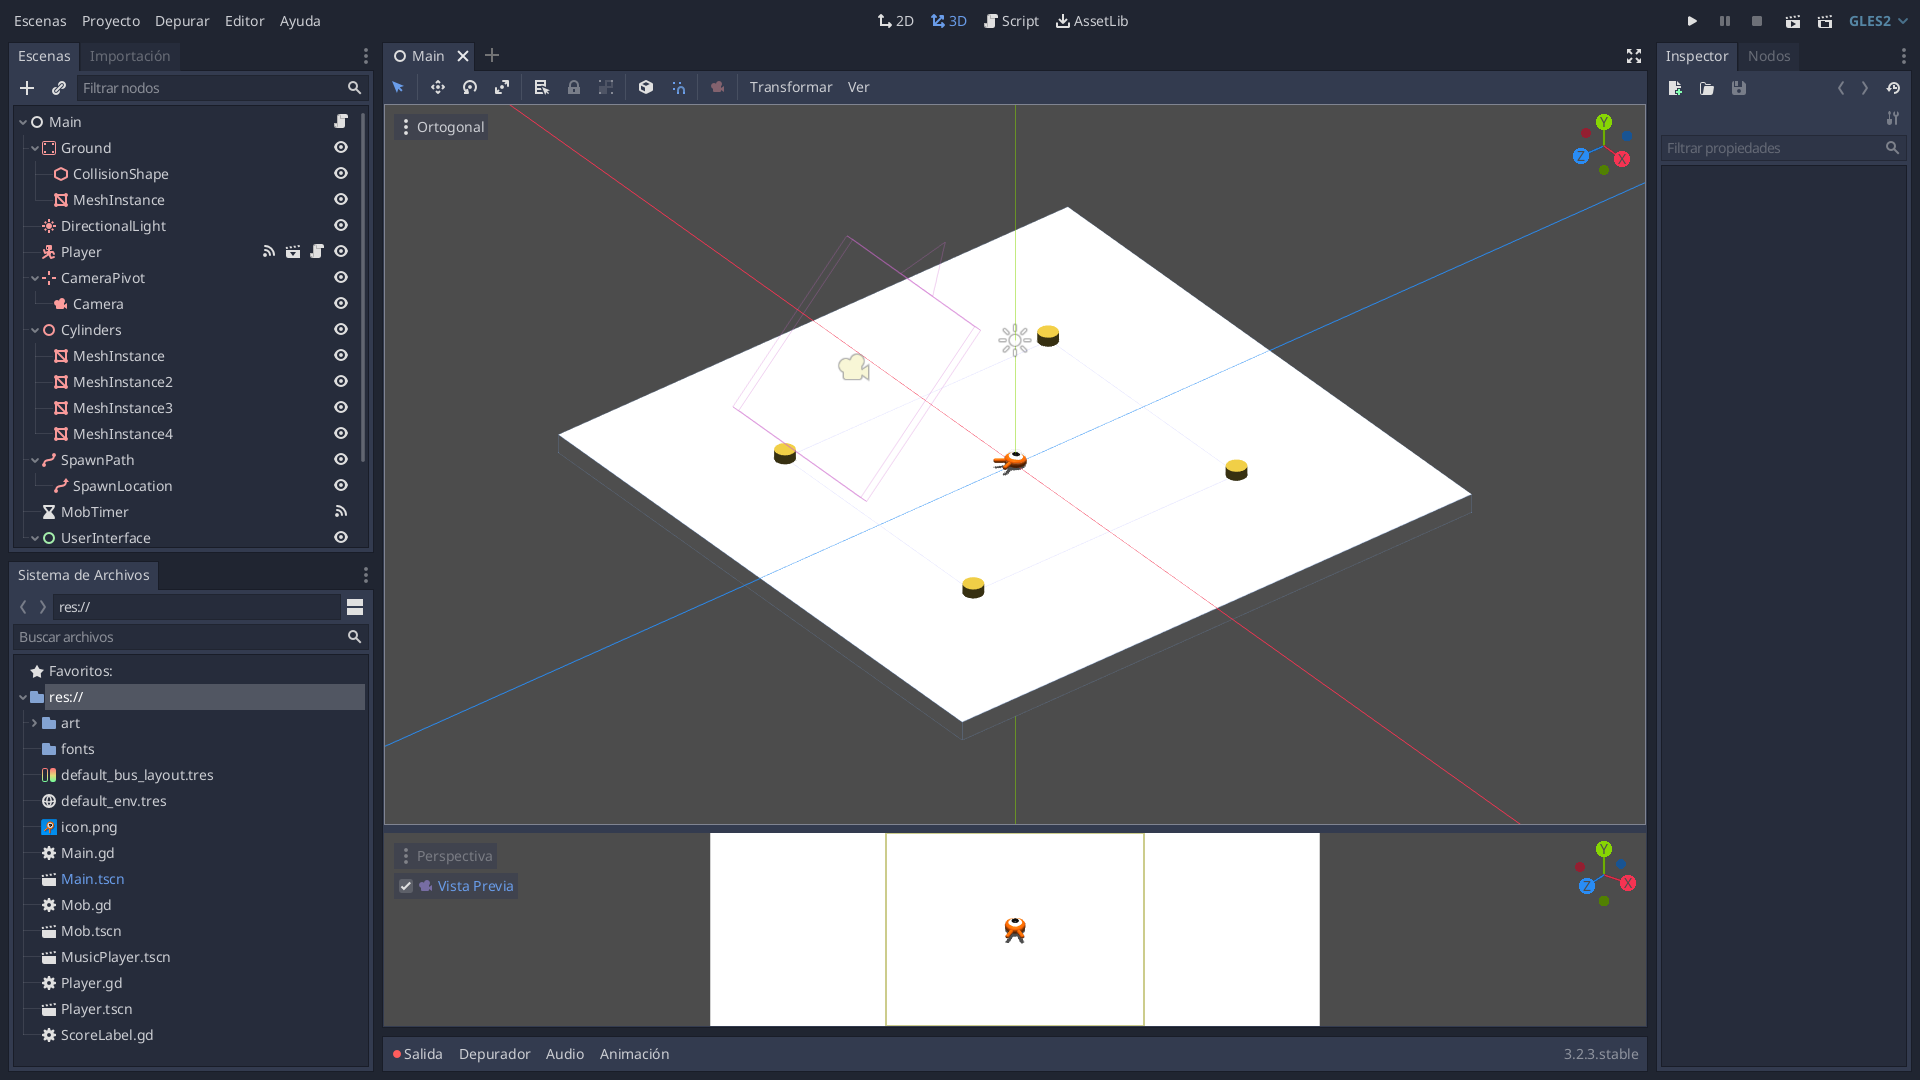 Escenas Proyecto Depurar Editor Ayuda
2D 3D Script AssetLib
GLES2
Escenas Importación
Filtrar nodos
Main
Ground
CollisionShape
MeshInstance
DirectionalLight
Player
CameraPivot
Camera
Cylinders
MeshInstance
MeshInstance2
MeshInstance3
MeshInstance4
SpawnPath
SpawnLocation
MobTimer
UserInterface
Sistema de Archivos
res://
Buscar archivos
Favoritos:
res://
art
fonts
default_bus_layout.tres
default_env.tres
icon.png
Main.gd
Main.tscn
Mob.gd
Mob.tscn
MusicPlayer.tscn
Player.gd
Player.tscn
ScoreLabel.gd
Main
Transformar Ver
Ortogonal
Y
Z
X
Perspectiva
Vista Previa
Y
Z
X
Salida Depurador Audio Animación
3.2.3.stable
Inspector Nodos
Filtrar propiedades